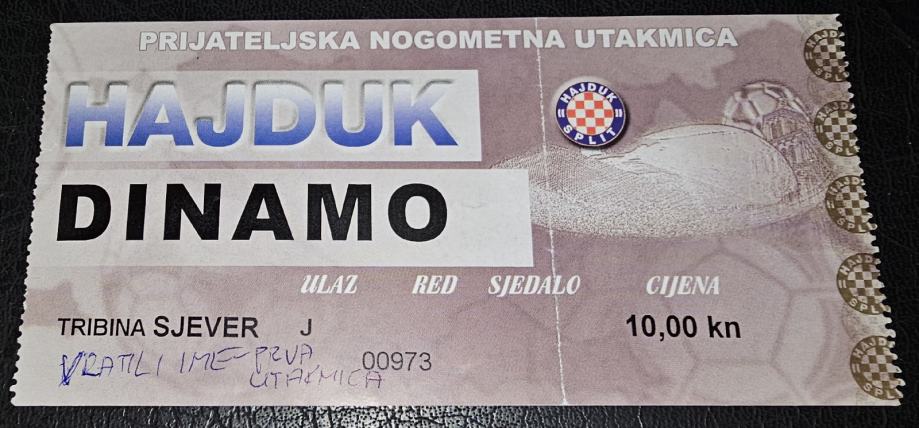 PRIJATELJSKA NOGOMETNA UTAKMICA
HAJDUK
HAJDUK SPLIT
DINAMO
ULAZ RED SJEDALO CIJENA
TRIBINA SJEVER J 10,00 kn
VRATILI IME - PRVA
UTAKMICA
00973